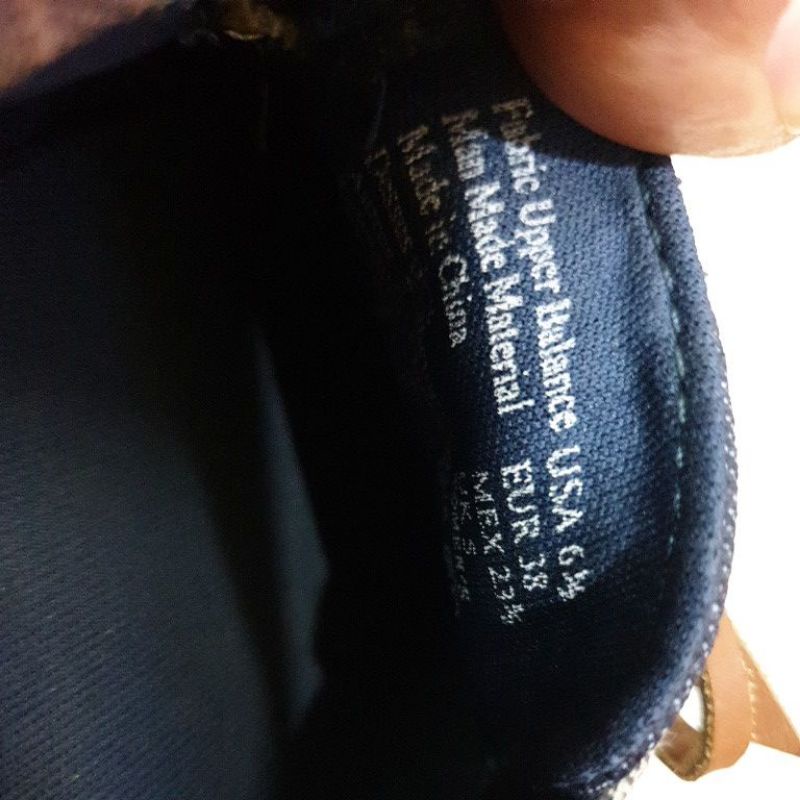 Fabric Upper Balance USA 6½
Man Made Material EUR 38
Made in China MEX 23½